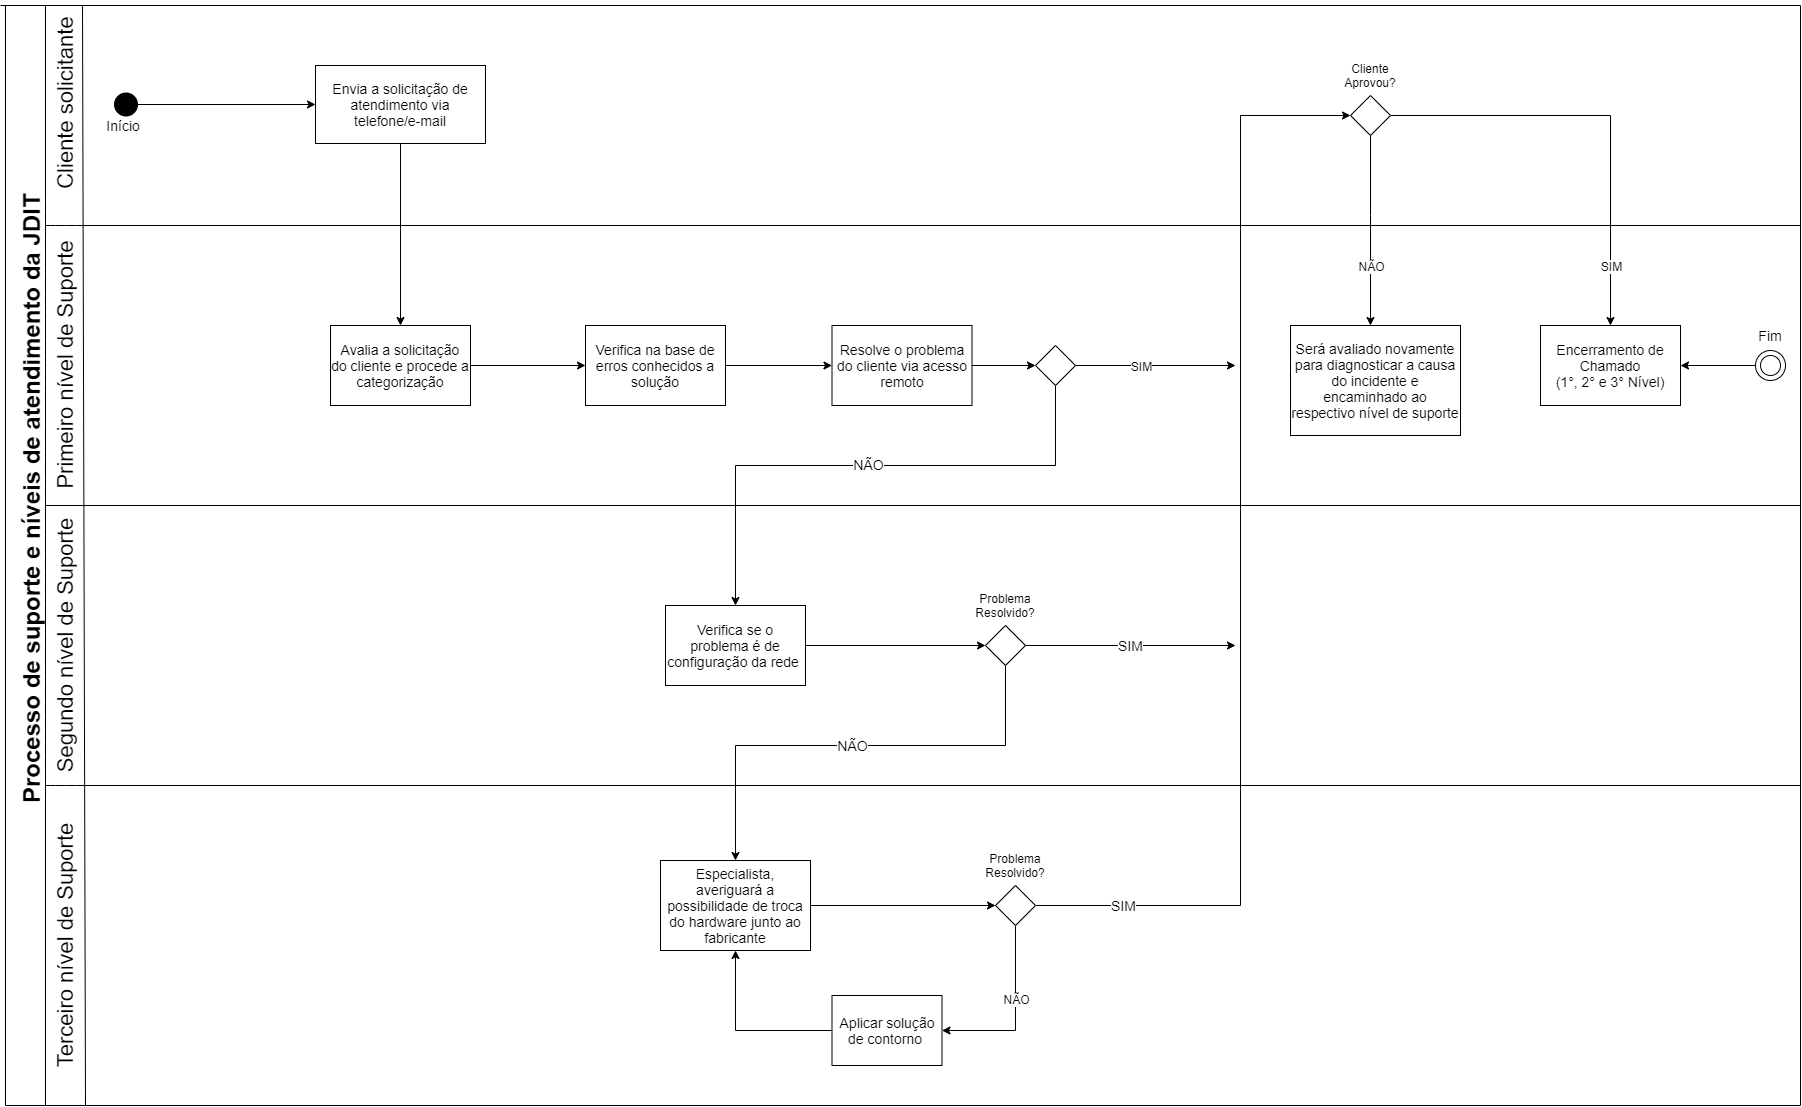 Processo de suporte e níveis de atendimento da JDIT
Cliente solicitante
Início
Envia a solicitação de
atendimento via
telefone/e-mail
Cliente
Aprovou?
Primeiro nível de Suporte
Avalia a solicitação
do cliente e procede a
categorização
Verifica na base de
erros conhecidos a
solução
Resolve o problema
do cliente via acesso
remoto
SIM
NÃO
NÃO
SIM
Será avaliado novamente
para diagnosticar a causa
do incidente e
encaminhado ao
respectivo nível de suporte
Encerramento de
Chamado
(1°, 2° e 3° Nível)
Fim
Segundo nível de Suporte
Verifica se o
problema é de
configuração da rede
Problema
Resolvido?
SIM
NÃO
Terceiro nível de Suporte
Especialista,
averiguará a
possibilidade de troca
do hardware junto ao
fabricante
Problema
Resolvido?
SIM
NÃO
Aplicar solução
de contorno